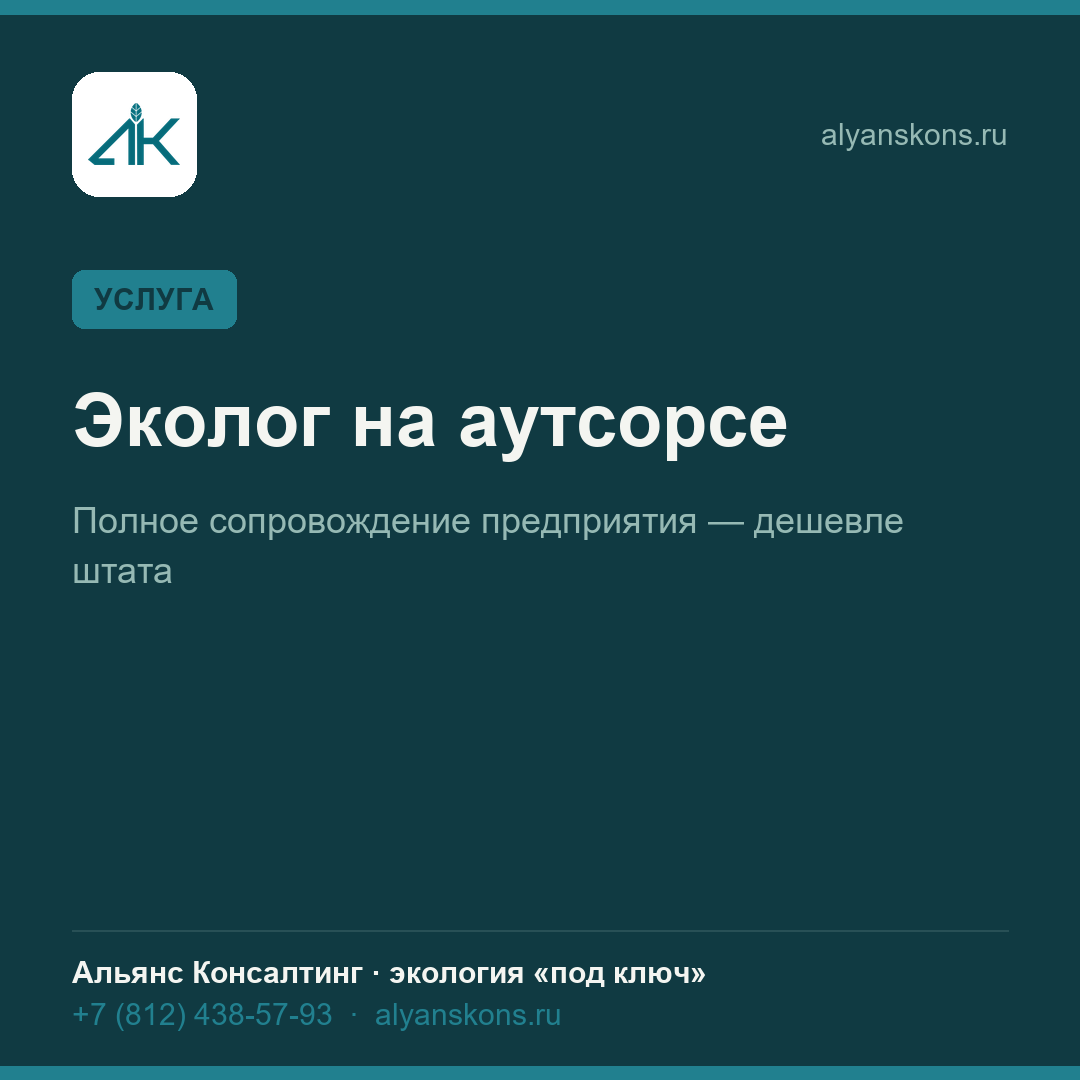 АК
alyanskons.ru
УСЛУГА
Эколог на аутсорсе
Полное сопровождение предприятия — дешевле
штата
Альянс Консалтинг · экология «под ключ»
+7 (812) 438-57-93 · alyanskons.ru